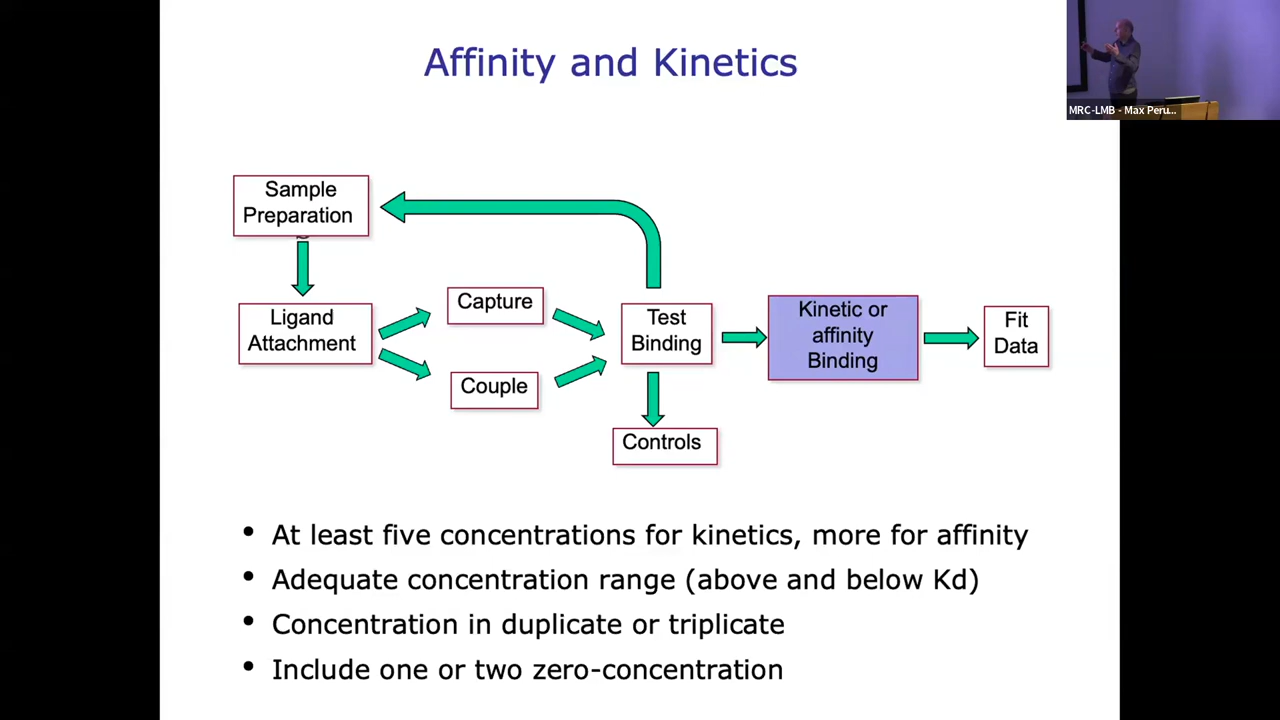 Affinity and Kinetics
MRC-LMB - Max Peru...
Sample
Preparation
Ligand
Attachment
Capture
Couple
Test
Binding
Controls
Kinetic or
affinity
Binding
Fit
Data
• At least five concentrations for kinetics, more for affinity
• Adequate concentration range (above and below Kd)
• Concentration in duplicate or triplicate
• Include one or two zero-concentration